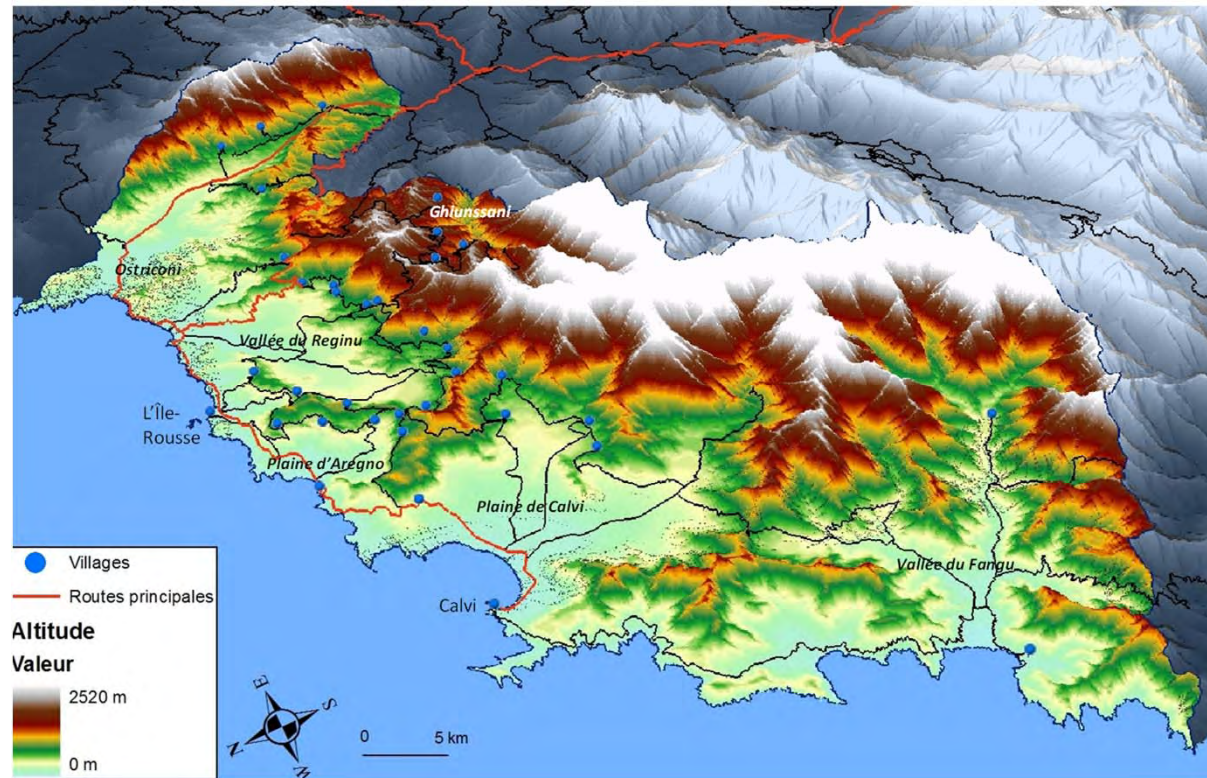 Ghiunssani
Ostriconi
Vallée du Reginu
L'Île-
Rousse
Plaine d'Aregno
Plaine de Calvi
Vallée du Fangu
Calvi
Villages
Routes principales
Altitude
Valeur
2520 m
0 m
E
S
N
W
0
5 km